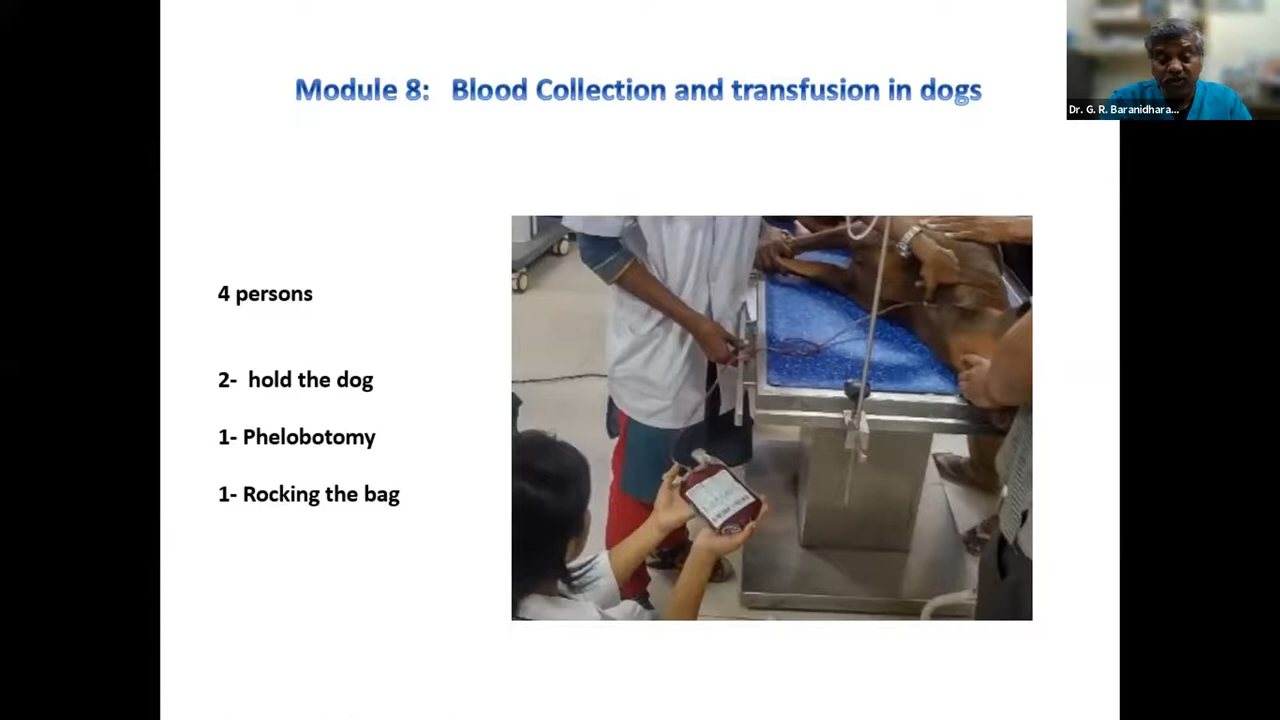 Module 8: Blood Collection and transfusion in dogs
Dr. G. R. Baranidhara...
4 persons
2- hold the dog
1- Phelobotomy
1- Rocking the bag